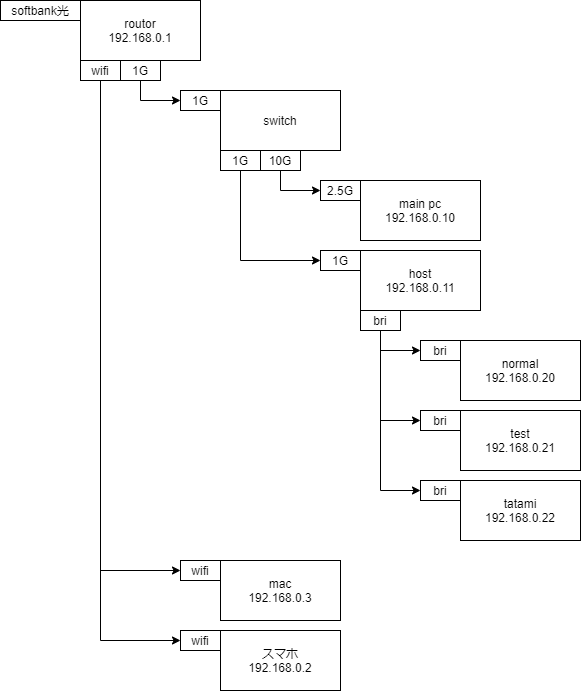 softbank光
routor
192.168.0.1
wifi
1G
1G
switch
1G
10G
2.5G
main pc
192.168.0.10
1G
host
192.168.0.11
bri
bri
normal
192.168.0.20
bri
test
192.168.0.21
bri
tatami
192.168.0.22
wifi
mac
192.168.0.3
wifi
スマホ
192.168.0.2